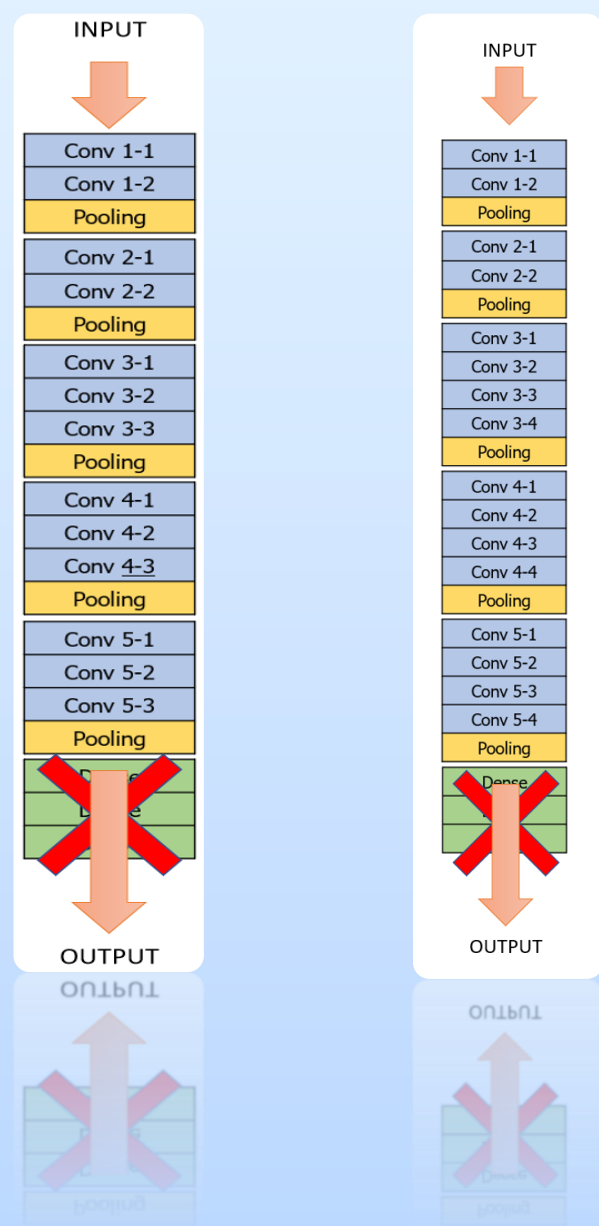 INPUT
Conv 1-1
Conv 1-2
Pooling
Conv 2-1
Conv 2-2
Pooling
Conv 3-1
Conv 3-2
Conv 3-3
Pooling
Conv 4-1
Conv 4-2
Conv 4-3
Pooling
Conv 5-1
Conv 5-2
Conv 5-3
Pooling
OUTPUT
INPUT
Conv 1-1
Conv 1-2
Pooling
Conv 2-1
Conv 2-2
Pooling
Conv 3-1
Conv 3-2
Conv 3-3
Conv 3-4
Pooling
Conv 4-1
Conv 4-2
Conv 4-3
Conv 4-4
Pooling
Conv 5-1
Conv 5-2
Conv 5-3
Conv 5-4
Pooling
Dense
OUTPUT